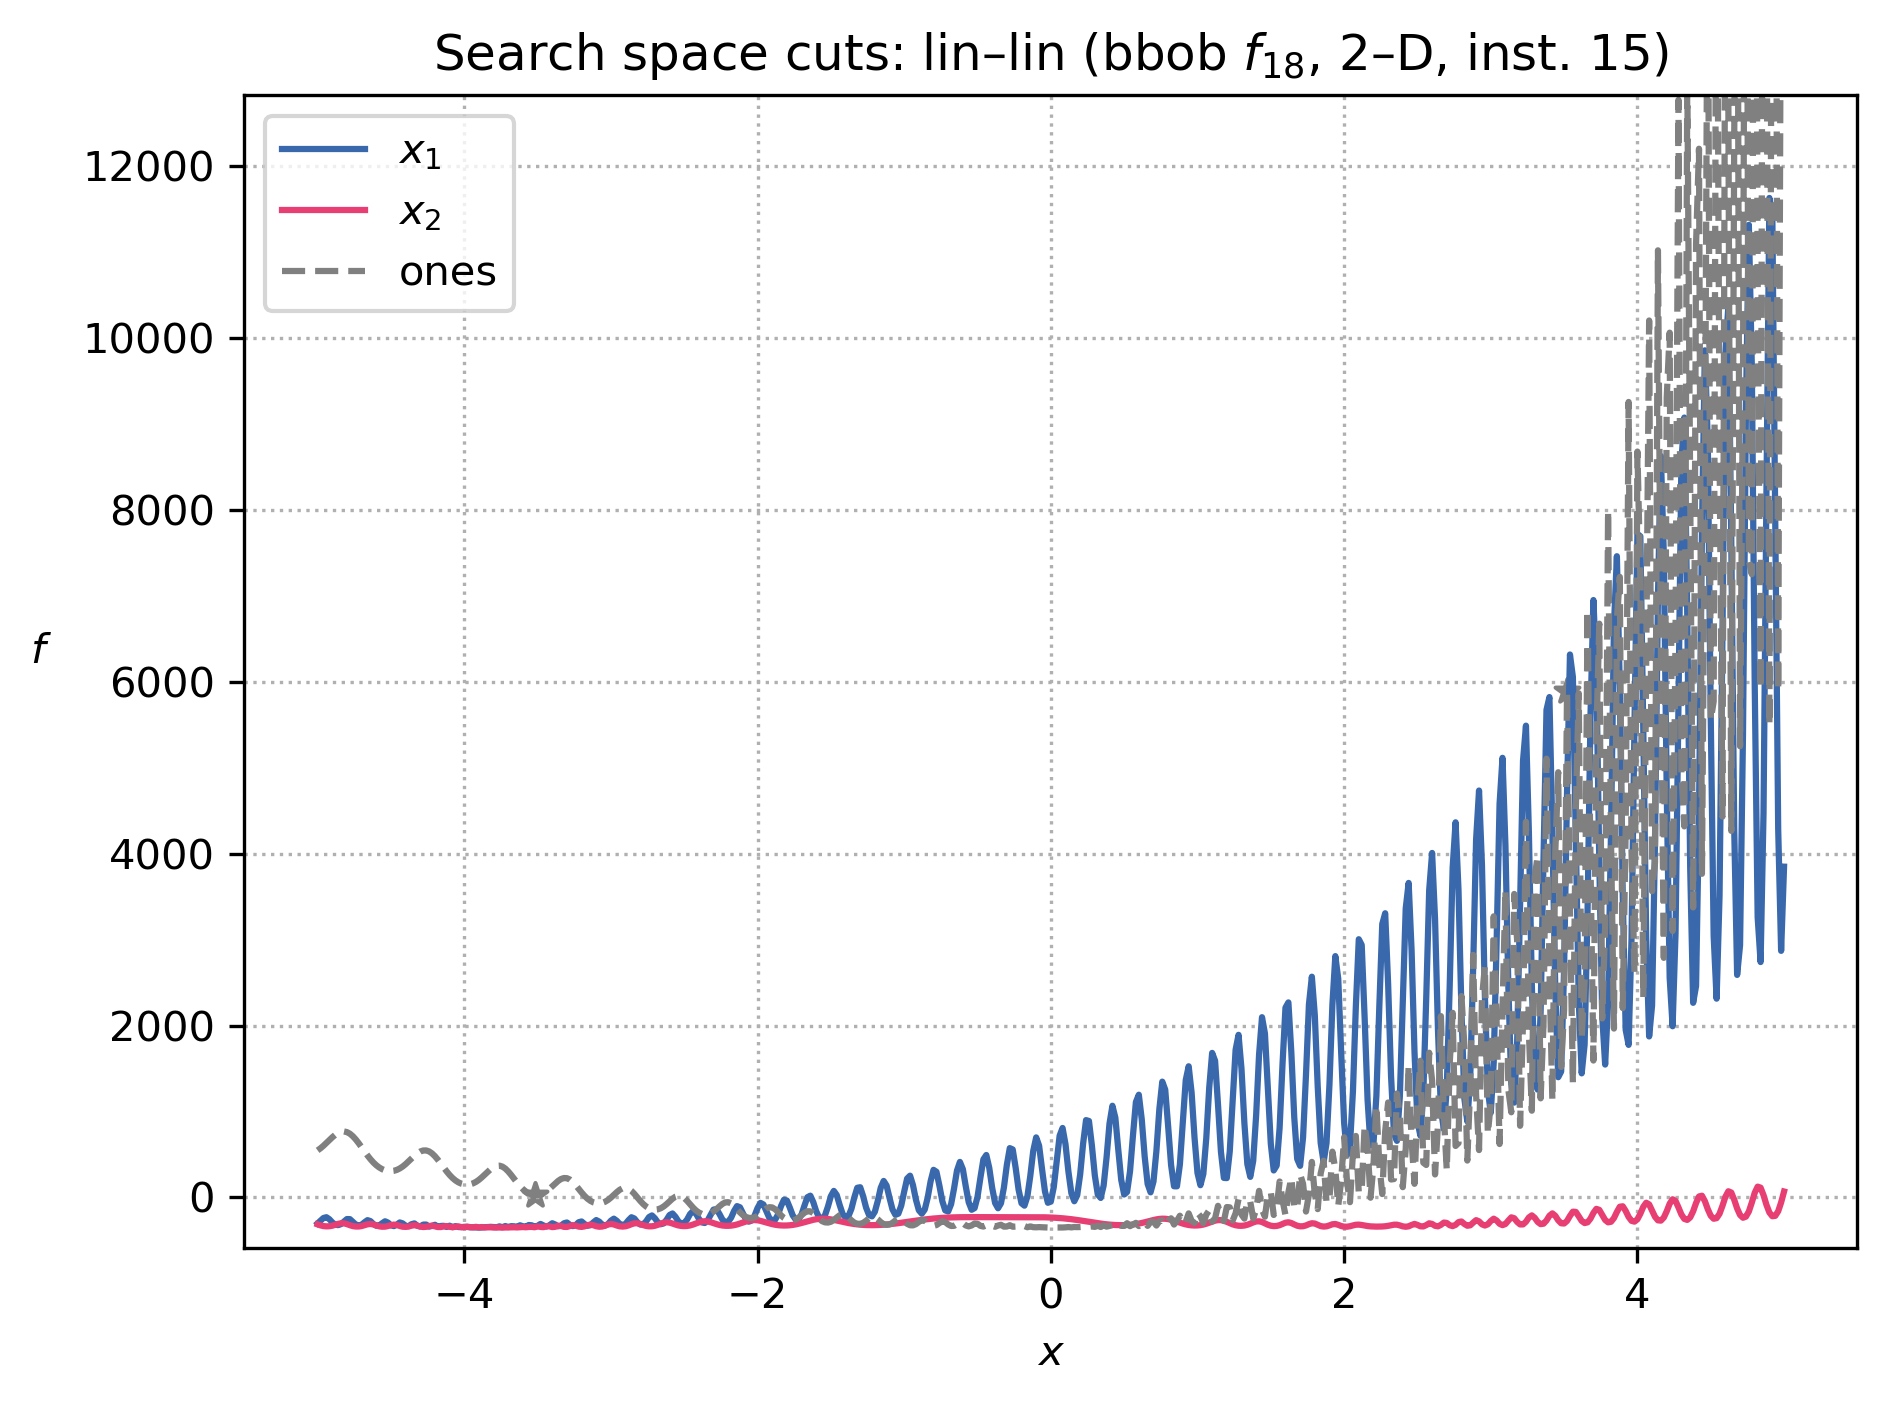 Search space cuts: lin–lin (bbob f₁₈, 2–D, inst. 15)
x₁
x₂
ones
12000
10000
8000
6000
4000
2000
0
f
−4
−2
0
2
4
x